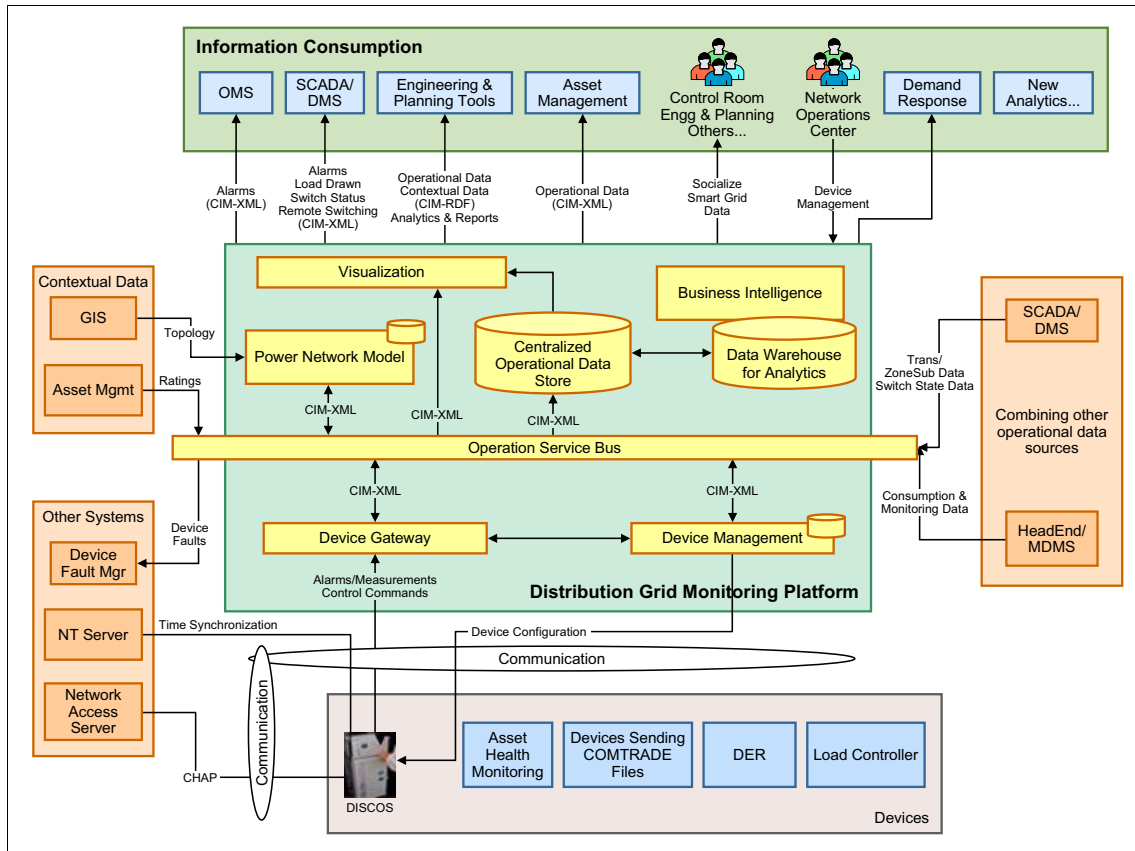 Information Consumption
OMS
SCADA/
DMS
Engineering &
Planning Tools
Asset
Management
Control Room
Engg & Planning
Others...
Network
Operations
Center
Demand
Response
New
Analytics...
Alarms
(CIM-XML)
Alarms
Load Drawn
Switch Status
Remote Switching
(CIM-XML)
Operational Data
Contextual Data
(CIM-RDF)
Analytics & Reports
Operational Data
(CIM-XML)
Socialize
Smart Grid
Data
Device
Management
Contextual Data
GIS
Asset Mgmt
Topology
Ratings
Visualization
Business Intelligence
Power Network Model
Centralized
Operational Data
Store
Data Warehouse
for Analytics
CIM-XML
CIM-XML
CIM-XML
SCADA/
DMS
Trans/
ZoneSub Data
Switch State Data
Combining other
operational data
sources
Consumption &
Monitoring Data
HeadEnd/
MDMS
Operation Service Bus
CIM-XML
CIM-XML
Other Systems
Device
Fault Mgr
NT Server
Network
Access
Server
Device
Faults
Device Gateway
Device Management
Alarms/Measurements
Control Commands
Distribution Grid Monitoring Platform
Time Synchronization
Device Configuration
Communication
Communication
CHAP
DISCOS
Asset
Health
Monitoring
Devices Sending
COMTRADE
Files
DER
Load Controller
Devices